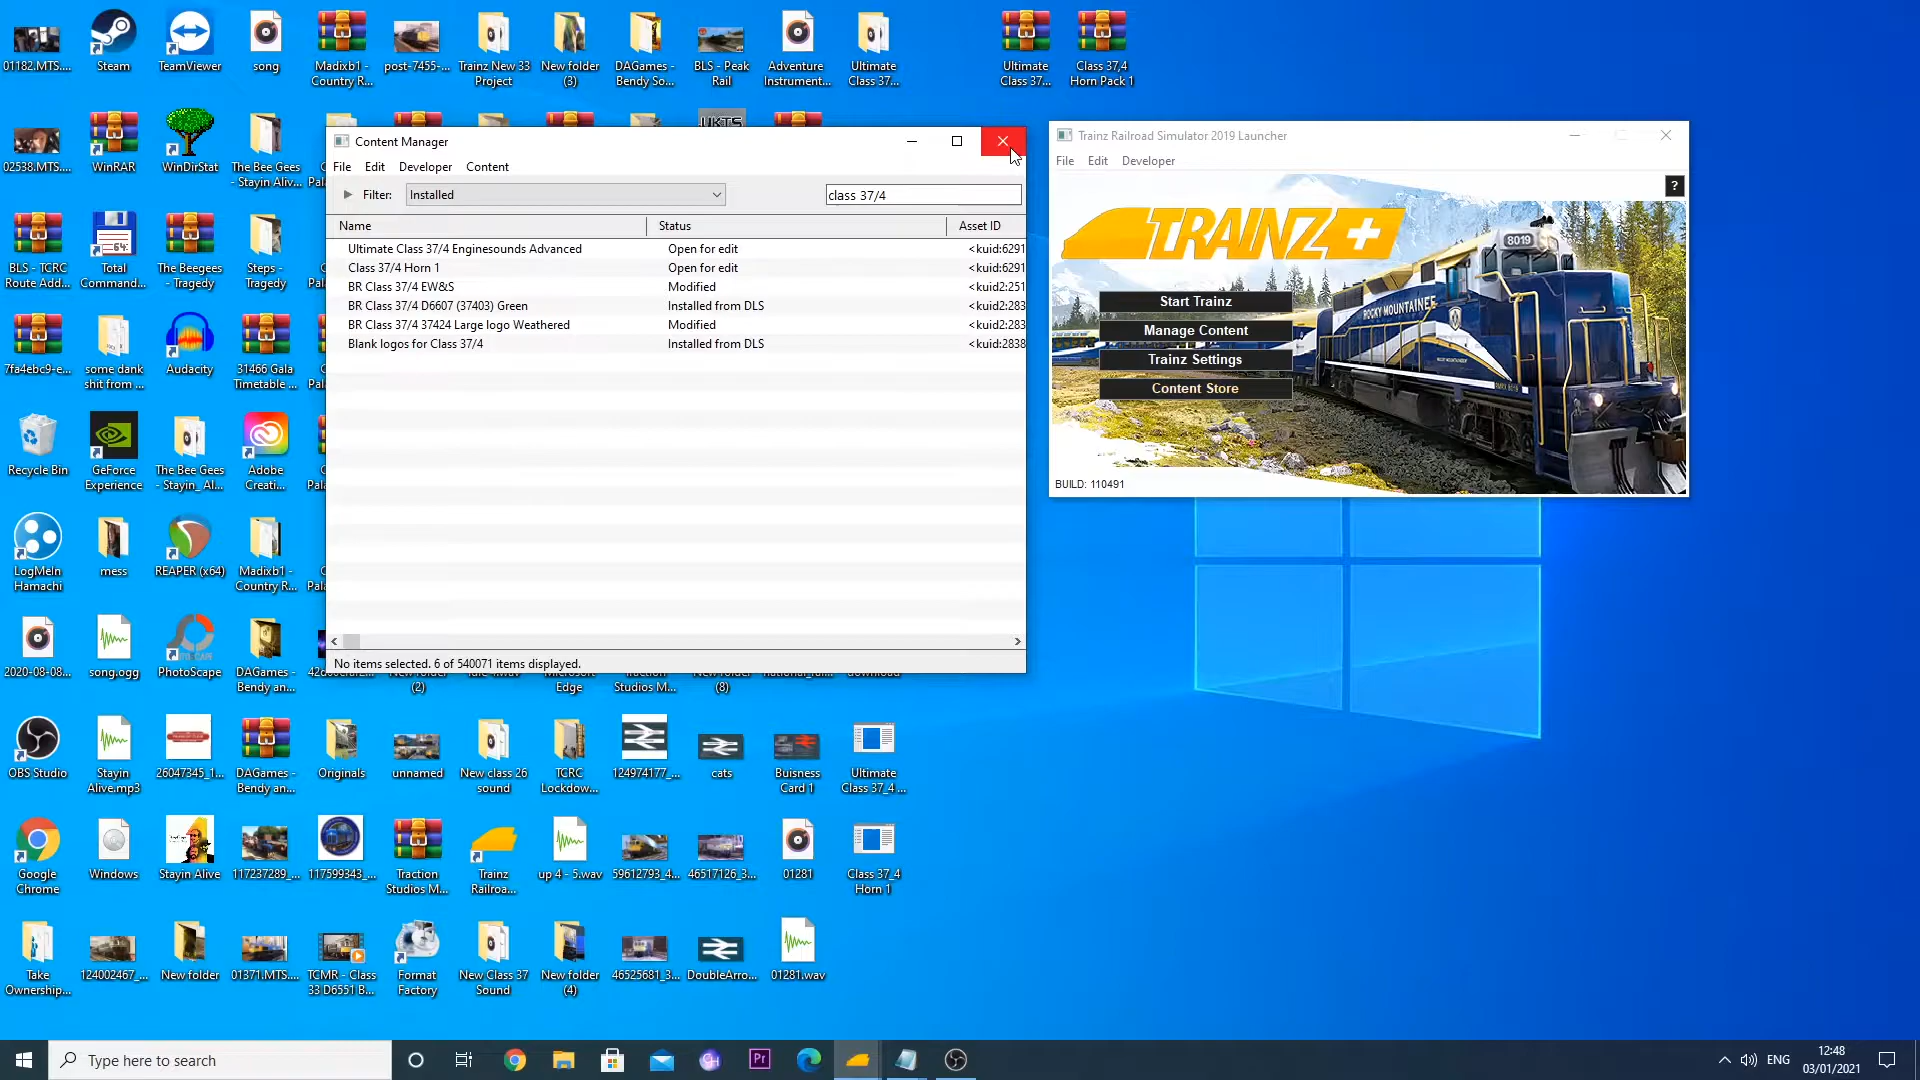 01182.MTS....
Steam
TeamViewer
song
Madixb1 -
Country R...
post-7455-...
Trainz New 33
Project
New folder
(3)
DAGames -
Bendy So...
BLS - Peak
Rail
Adventure
Instrument...
Ultimate
Class 37...
Ultimate
Class 37...
Class 37,4
Horn Pack 1
02538.MTS....
WinRAR
WinDirStat
The Bee Gees
- Stayin Aliv...
BLS - TCRC
Route Add...
64
Total
Command...
The Beegees
- Tragedy
Steps -
Tragedy
7fa4ebc9-e...
some dank
shit from ...
Audacity
31466 Gala
Timetable ...
Recycle Bin
GeForce
Experience
The Bee Gees
- Stayin_ Al...
Adobe
Creati...
LogMeIn
Hamachi
mess
REAPER (x64)
Madixb1 -
Country R...
2020-08-08...
song.ogg
PhotoScape
DAGames -
Bendy an...
Content Manager
File
Edit
Developer
Content
Filter:
Installed
class 37/4
Name
Status
Asset ID
Ultimate Class 37/4 Enginesounds Advanced
Open for edit
<kuid:6291
Class 37/4 Horn 1
Open for edit
<kuid:6291
BR Class 37/4 EW&S
Modified
<kuid2:251
BR Class 37/4 D6607 (37403) Green
Installed from DLS
<kuid2:283
BR Class 37/4 37424 Large logo Weathered
Modified
<kuid2:283
Blank logos for Class 37/4
Installed from DLS
<kuid:2838
No items selected. 6 of 540071 items displayed.
(2)
Edge
Studios M...
(8)
Trainz Railroad Simulator 2019 Launcher
File
Edit
Developer
?
TRAINZ+
8019
ROCKY MOUNTAINEER
Start Trainz
Manage Content
Trainz Settings
Content Store
BUILD: 110491
OBS Studio
Stayin
Alive.mp3
26047345_1...
DAGames -
Bendy an...
Originals
unnamed
New class 26
sound
TCRC
Lockdow...
124974177_...
cats
Buisness
Card 1
Ultimate
Class 37_4 ...
Google
Chrome
Windows
Stayin Alive
117237289_...
117599343_...
Traction
Studios M...
Trainz
Railroa...
up 4 - 5.wav
59612793_4...
46517126_3...
01281
Class 37_4
Horn 1
Take
Ownership...
124002467_...
New folder
01371.MTS....
TCMR - Class
33 D6551 B...
Format
Factory
New Class 37
Sound
New folder
(4)
46525681_3...
DoubleArro...
01281.wav
Type here to search
Pr
ENG
12:48
03/01/2021